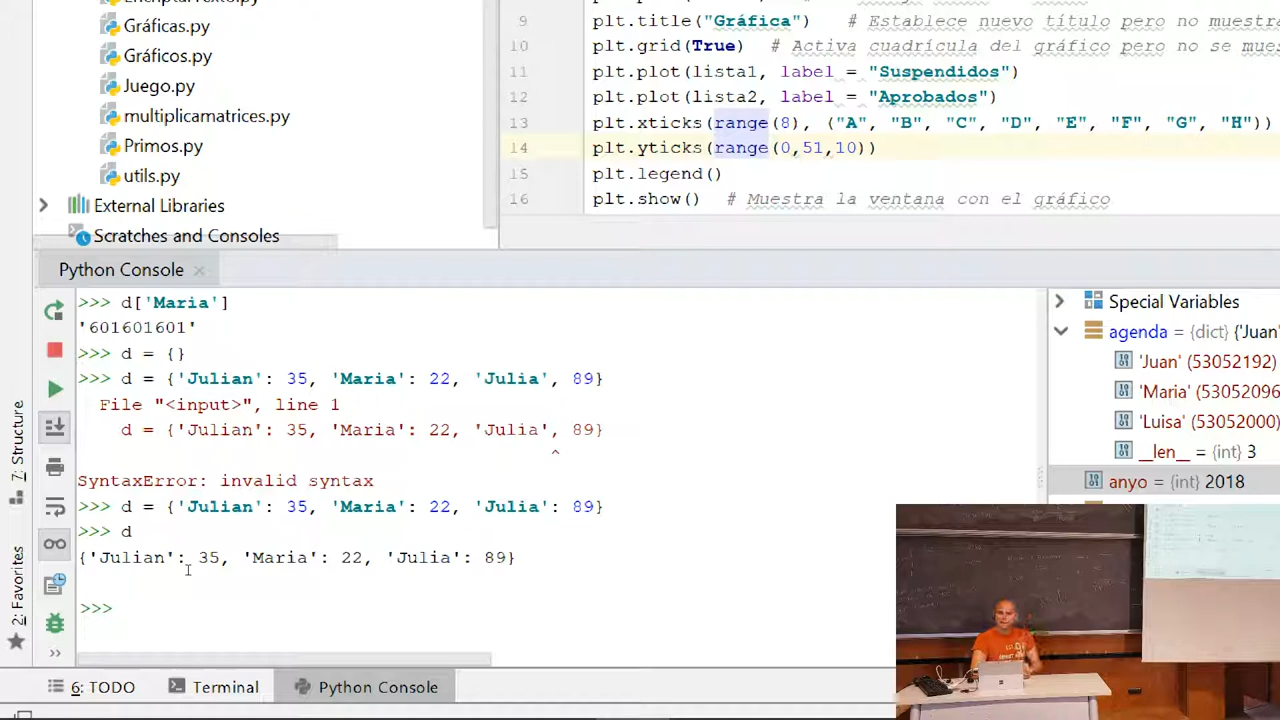 Gráficas.py
Gráficos.py
Juego.py
multiplicamatrices.py
Primos.py
utils.py
External Libraries
Scratches and Consoles
9 plt.title("Gráfica") # Establece nuevo título pero no muestra
10 plt.grid(True) # Activa cuadrícula del gráfico pero no se mues
11 plt.plot(lista1, label = "Suspendidos")
12 plt.plot(lista2, label = "Aprobados")
13 plt.xticks(range(8), ("A", "B", "C", "D", "E", "F", "G", "H"))
14 plt.yticks(range(0,51,10))
15 plt.legend()
16 plt.show() # Muestra la ventana con el gráfico
Python Console
>>> d['Maria']
'601601601'
>>> d = {}
>>> d = {'Julian': 35, 'Maria': 22, 'Julia', 89}
File "<input>", line 1
d = {'Julian': 35, 'Maria': 22, 'Julia', 89}
^
SyntaxError: invalid syntax
>>> d = {'Julian': 35, 'Maria': 22, 'Julia': 89}
>>> d
{'Julian': 35, 'Maria': 22, 'Julia': 89}
>>>
Special Variables
agenda = {dict} {'Juan'
'Juan' (53052192)
'Maria' (5305209
'Luisa' (5305200
__len__ = {int} 3
anyo = {int} 2018
7: Structure
2: Favorites
6: TODO
Terminal
Python Console